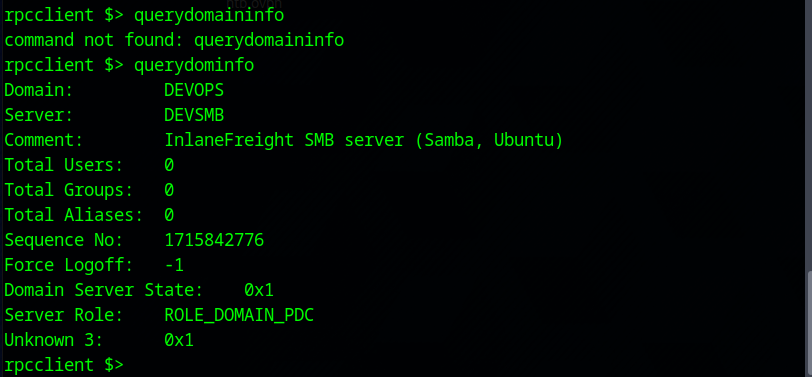 rpcclient $> querydomaininfo
command not found: querydomaininfo
rpcclient $> querydominfo
Domain: DEVOPS
Server: DEVSMB
Comment: InlaneFreight SMB server (Samba, Ubuntu)
Total Users: 0
Total Groups: 0
Total Aliases: 0
Sequence No: 1715842776
Force Logoff: -1
Domain Server State: 0x1
Server Role: ROLE_DOMAIN_PDC
Unknown 3: 0x1
rpcclient $>